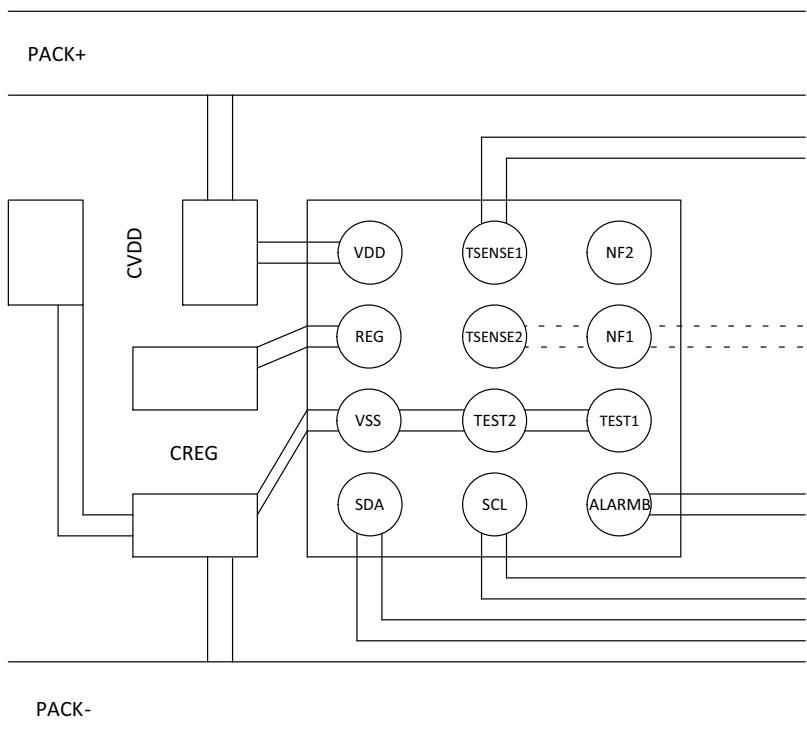 PACK+
CVDD
VDD
TSENSE1
NF2
REG
TSENSE2
NF1
VSS
TEST2
TEST1
CREG
SDA
SCL
ALARMB
PACK-